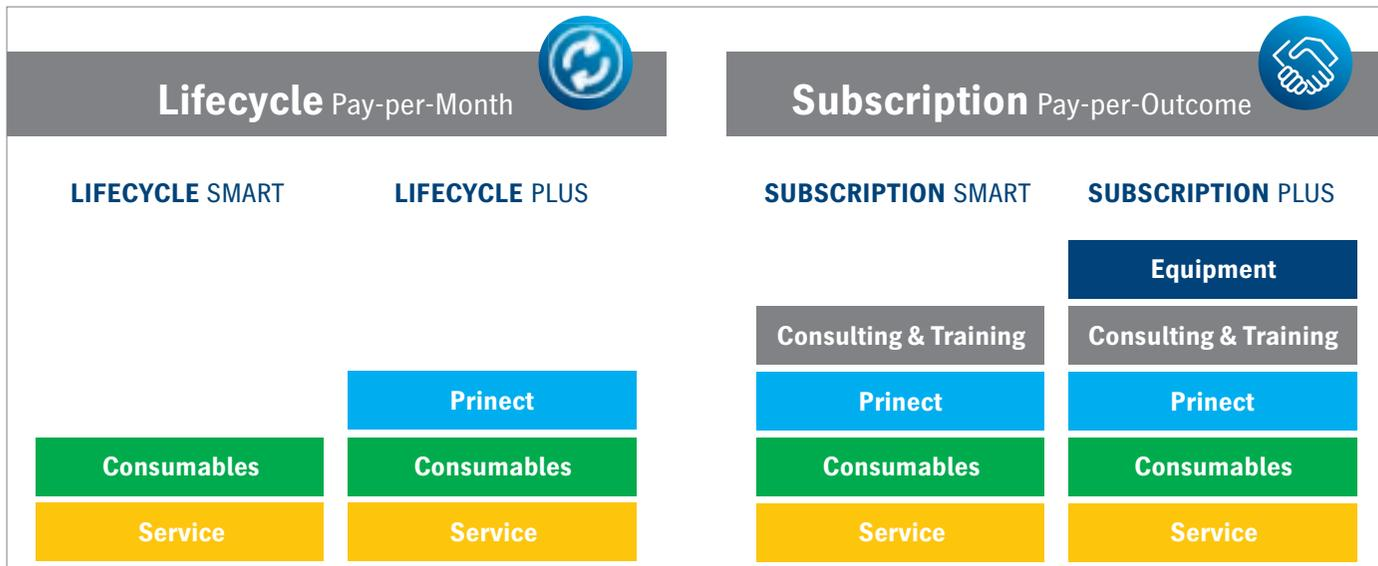 Lifecycle Pay-per-Month
LIFECYCLE SMART
LIFECYCLE PLUS
Consumables
Service
Prinect
Consumables
Service
Subscription Pay-per-Outcome
SUBSCRIPTION SMART
SUBSCRIPTION PLUS
Consulting & Training
Prinect
Consumables
Service
Equipment
Consulting & Training
Prinect
Consumables
Service